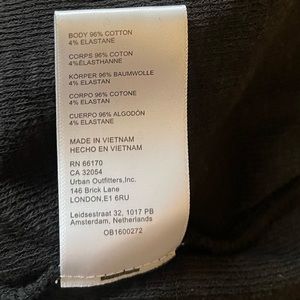 BODY 96% COTTON
4% ELASTANE
CORPS 96% COTON
4%ÉLASTHANNE
KÖRPER 96% BAUMWOLLE
4% ELASTAN
CORPO 96% COTONE
4% ELASTAN
CUERPO 96% ALGODÓN
4% ELASTANE
MADE IN VIETNAM
HECHO EN VIETNAM
RN 66170
CA 32054
Urban Outfitters,Inc.
146 Brick Lane
LONDON,E1 6RU
Leidsestraat 32, 1017 PB
Amsterdam, Netherlands
OB1600272